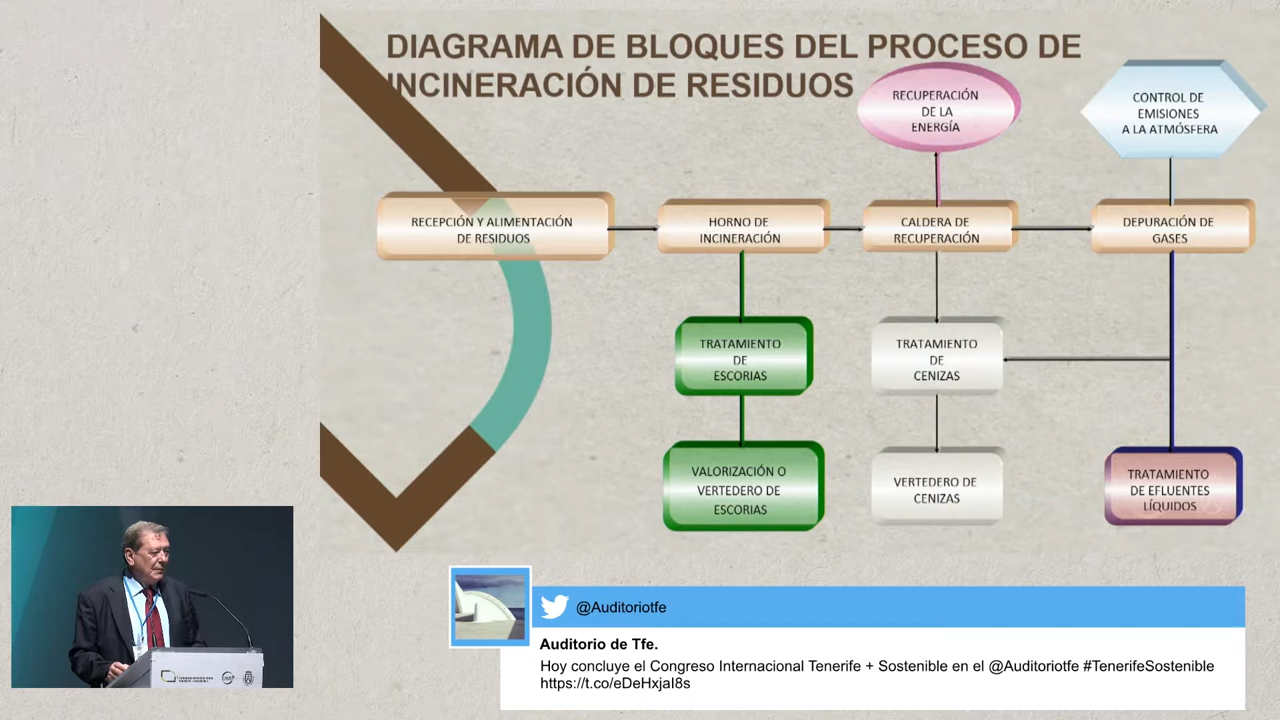 DIAGRAMA DE BLOQUES DEL PROCESO DE
INCINERACIÓN DE RESIDUOS
RECUPERACIÓN
DE LA
ENERGÍA
CONTROL DE
EMISIONES
A LA ATMÓSFERA
RECEPCIÓN Y ALIMENTACIÓN
DE RESIDUOS
HORNO DE
INCINERACIÓN
CALDERA DE
RECUPERACIÓN
DEPURACIÓN DE
GASES
TRATAMIENTO
DE
ESCORIAS
TRATAMIENTO
DE
CENIZAS
VALORIZACIÓN O
VERTEDERO DE
ESCORIAS
VERTEDERO DE
CENIZAS
TRATAMIENTO
DE EFLUENTES
LÍQUIDOS
@Auditoriotfe
Auditorio de Tfe.
Hoy concluye el Congreso Internacional Tenerife + Sostenible en el @Auditoriotfe #TenerifeSostenible
https://t.co/eDeHxjaI8s